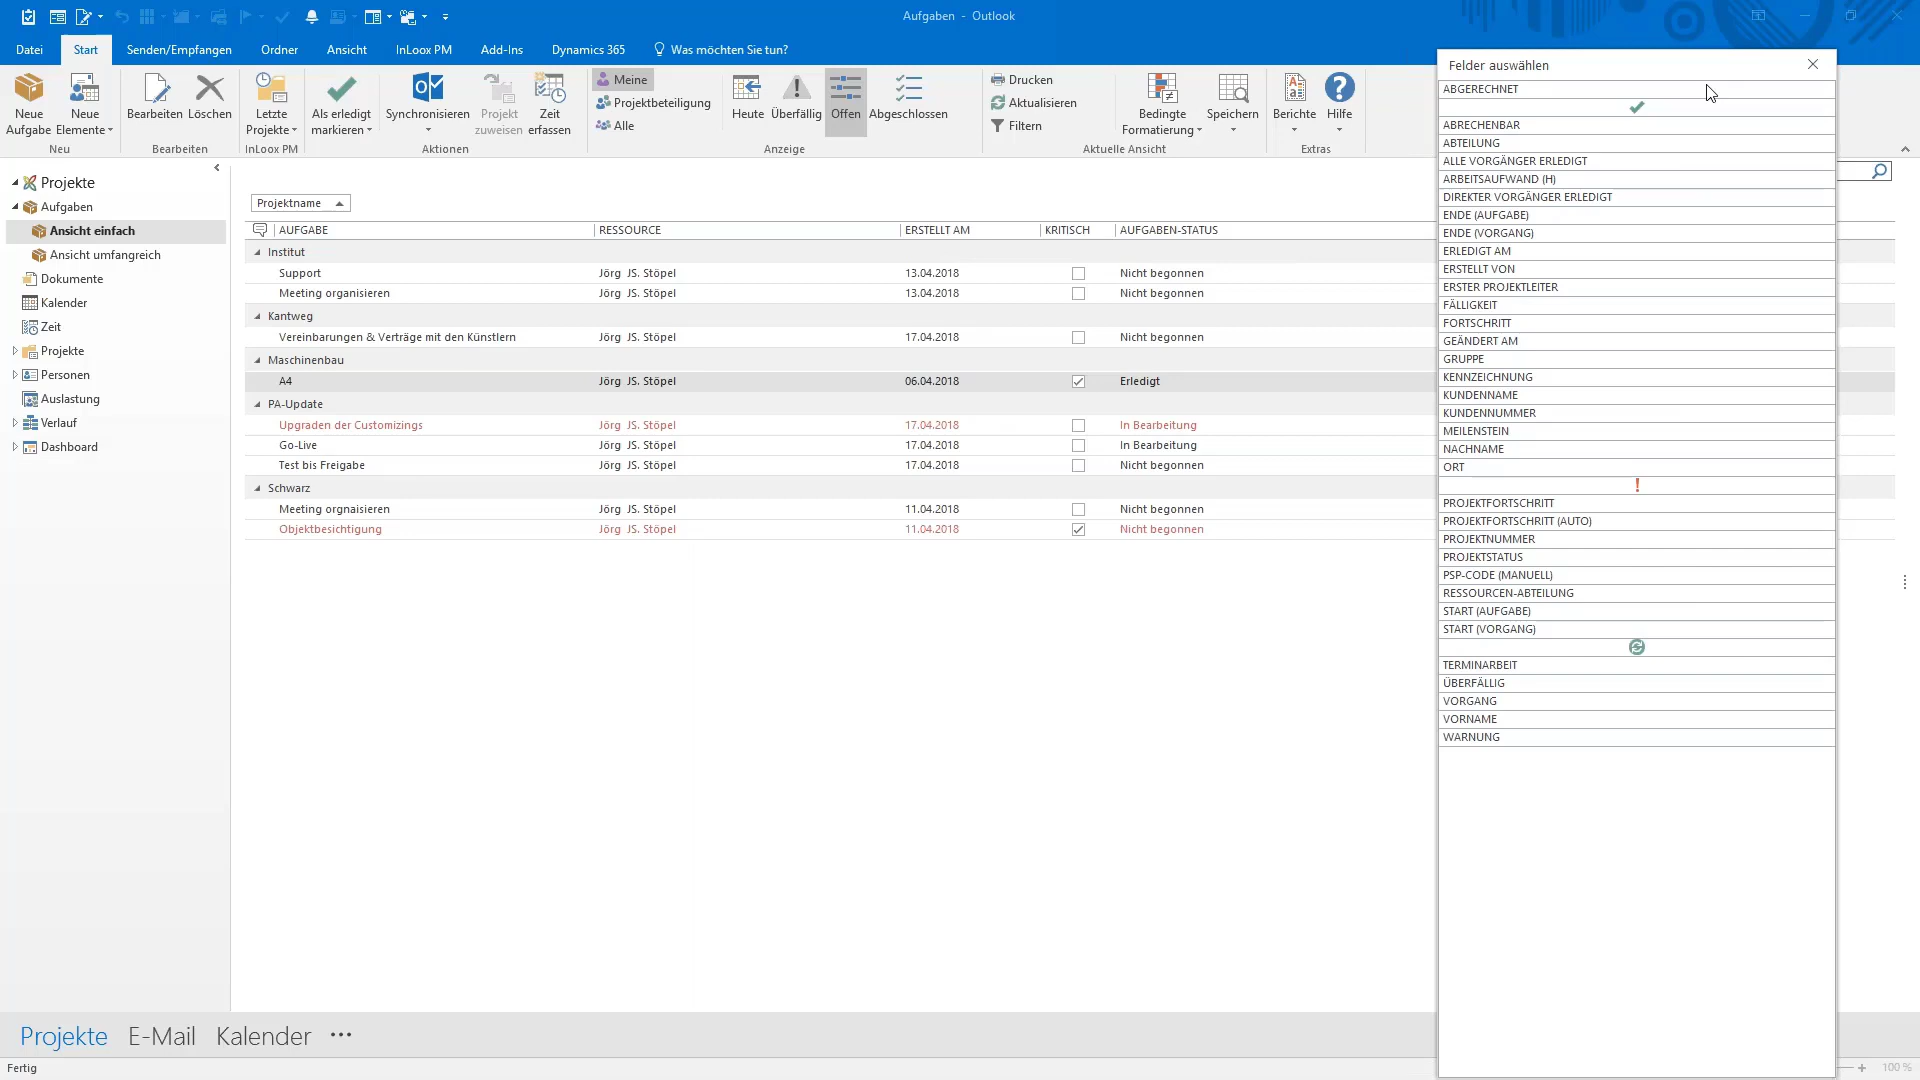 Aufgaben - Outlook
Datei Start Senden/Empfangen Ordner Ansicht InLoox PM Add-Ins Dynamics 365 Was möchten Sie tun?
Neue Aufgabe
Neue Elemente
Neu
Bearbeiten
Löschen
Bearbeiten
Letzte Projekte
InLoox PM
Als erledigt markieren
Synchronisieren
Projekt zuweisen
Zeit erfassen
Aktionen
Meine
Projektbeteiligung
Alle
Heute
Überfällig
Offen
Abgeschlossen
Anzeige
Drucken
Aktualisieren
Filtern
Bedingte Formatierung
Speichern
Aktuelle Ansicht
Berichte
Hilfe
Extras
Projekte
Aufgaben
Ansicht einfach
Ansicht umfangreich
Dokumente
Kalender
Zeit
Projekte
Personen
Auslastung
Verlauf
Dashboard
Projektname
AUFGABE RESSOURCE ERSTELLT AM KRITISCH AUFGABEN-STATUS
Institut
Support Jörg JS. Stöpel 13.04.2018 Nicht begonnen
Meeting organisieren Jörg JS. Stöpel 13.04.2018 Nicht begonnen
Kantweg
Vereinbarungen & Verträge mit den Künstlern Jörg JS. Stöpel 17.04.2018 Nicht begonnen
Maschinenbau
A4 Jörg JS. Stöpel 06.04.2018 Erledigt
PA-Update
Upgraden der Customizings Jörg JS. Stöpel 17.04.2018 In Bearbeitung
Go-Live Jörg JS. Stöpel 17.04.2018 In Bearbeitung
Test bis Freigabe Jörg JS. Stöpel 17.04.2018 Nicht begonnen
Schwarz
Meeting orgnaisieren Jörg JS. Stöpel 11.04.2018 Nicht begonnen
Objektbesichtigung Jörg JS. Stöpel 11.04.2018 Nicht begonnen
Felder auswählen
ABGERECHNET
ABRECHENBAR
ABTEILUNG
ALLE VORGÄNGER ERLEDIGT
ARBEITSAUFWAND (H)
DIREKTER VORGÄNGER ERLEDIGT
ENDE (AUFGABE)
ENDE (VORGANG)
ERLEDIGT AM
ERSTELLT VON
ERSTER PROJEKTLEITER
FÄLLIGKEIT
FORTSCHRITT
GEÄNDERT AM
GRUPPE
KENNZEICHNUNG
KUNDENNAME
KUNDENNUMMER
MEILENSTEIN
NACHNAME
ORT
PROJEKTFORTSCHRITT
PROJEKTFORTSCHRITT (AUTO)
PROJEKTNUMMER
PROJEKTSTATUS
PSP-CODE (MANUELL)
RESSOURCEN-ABTEILUNG
START (AUFGABE)
START (VORGANG)
TERMINARBEIT
ÜBERFÄLLIG
VORGANG
VORNAME
WARNUNG
Projekte E-Mail Kalender •••
Fertig
100 %